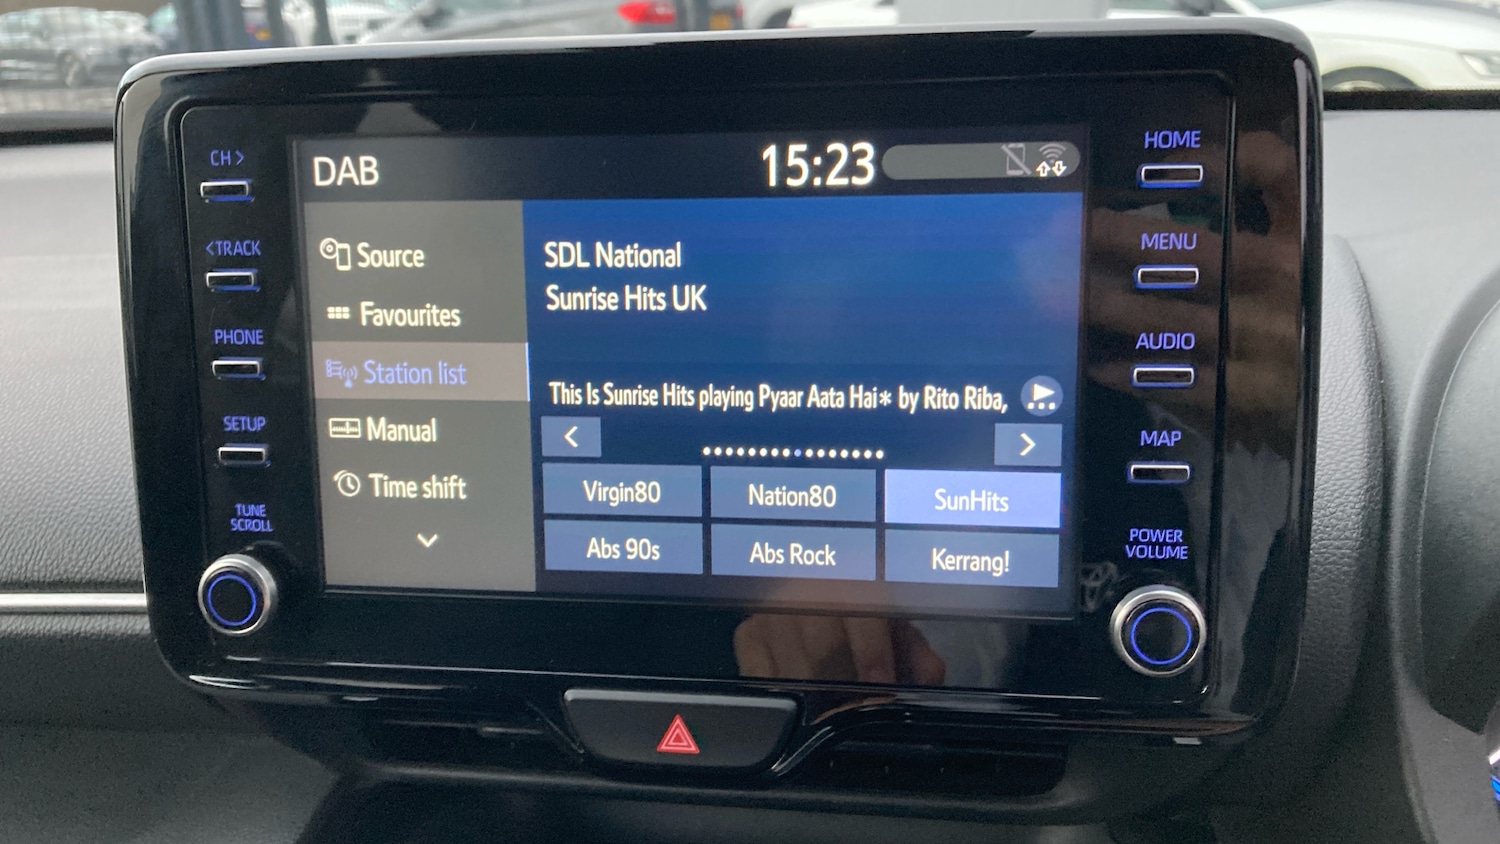 CH >
<TRACK
PHONE
SETUP
TUNE
SCROLL
DAB
15:23
Source
Favourites
Station list
Manual
Time shift
SDL National
Sunrise Hits UK
This Is Sunrise Hits playing Pyaar Aata Hai* by Rito Riba,
<
>
Virgin80
Nation80
SunHits
Abs 90s
Abs Rock
Kerrang!
HOME
MENU
AUDIO
MAP
POWER
VOLUME